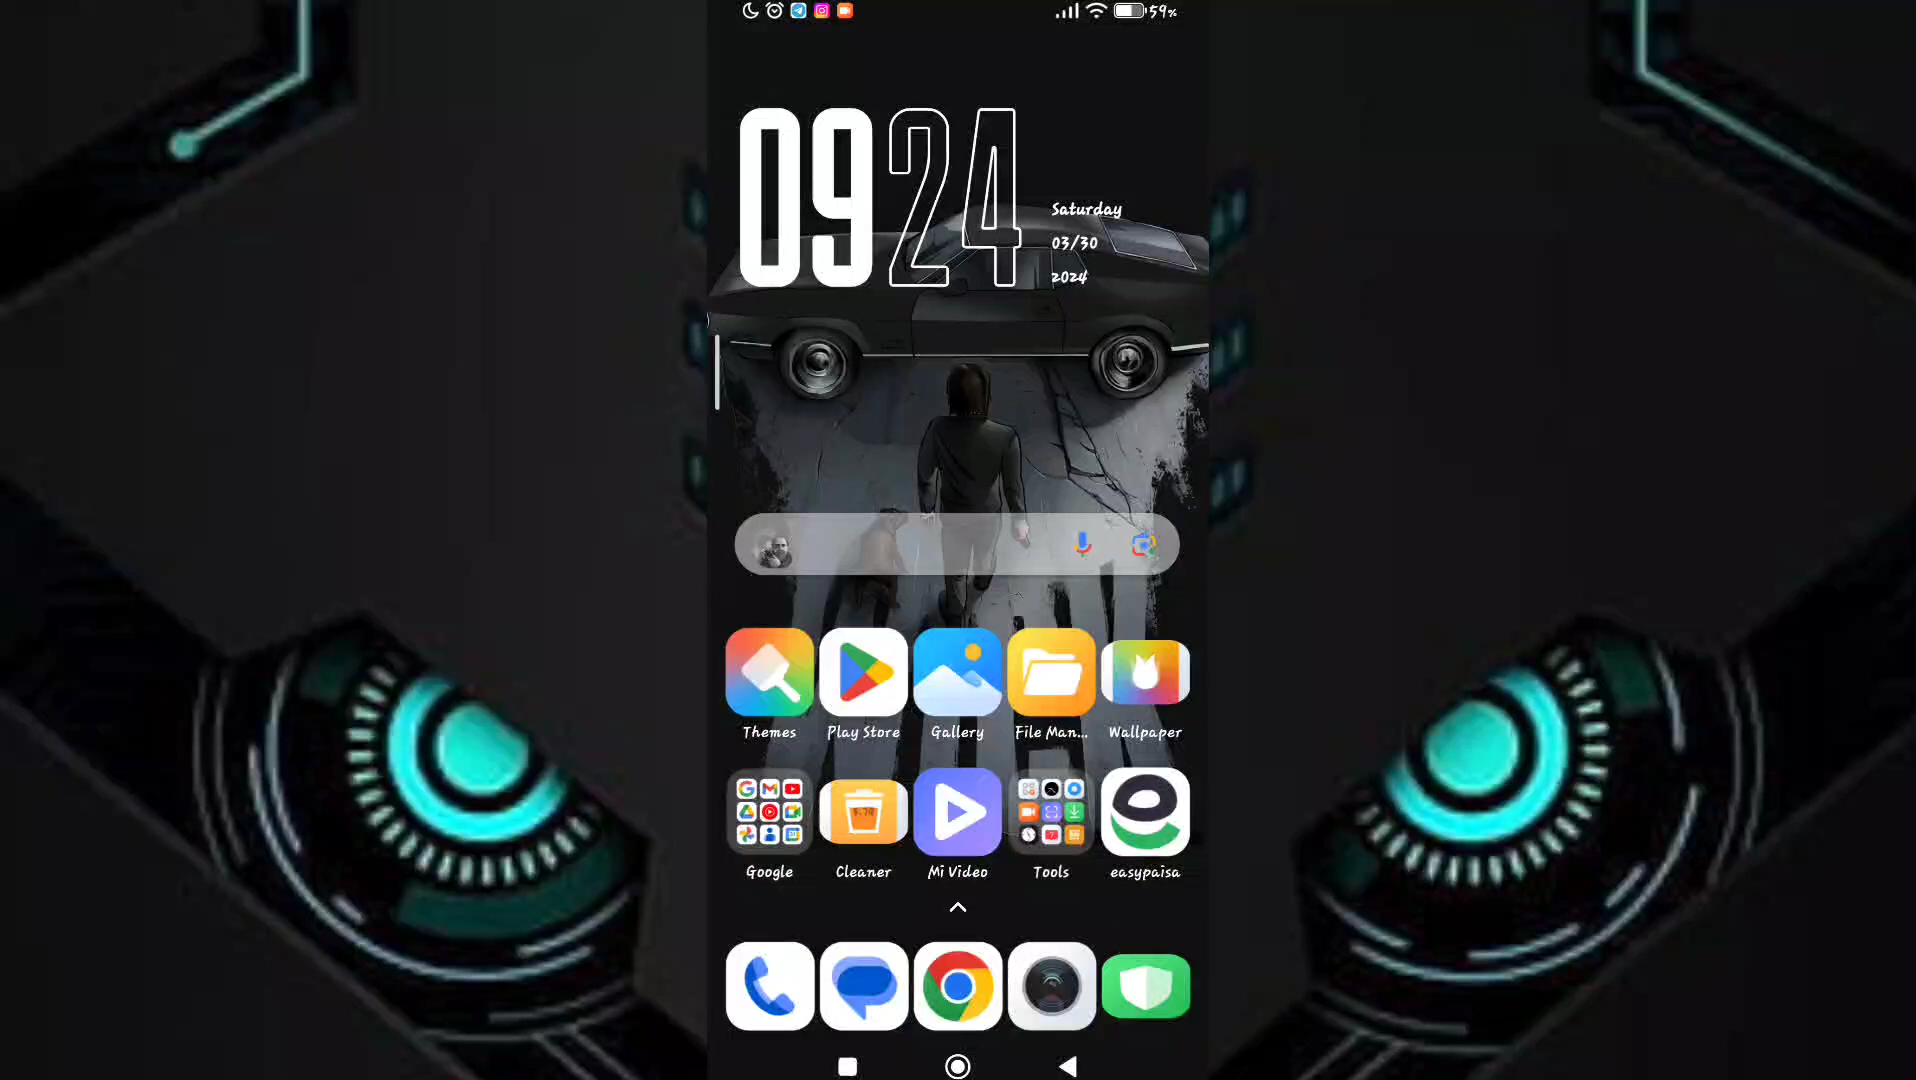 59%
0924
Saturday
03/30
2024
Themes
Play Store
Gallery
File Man...
Wallpaper
Google
Cleaner
Mi Video
Tools
easypaisa